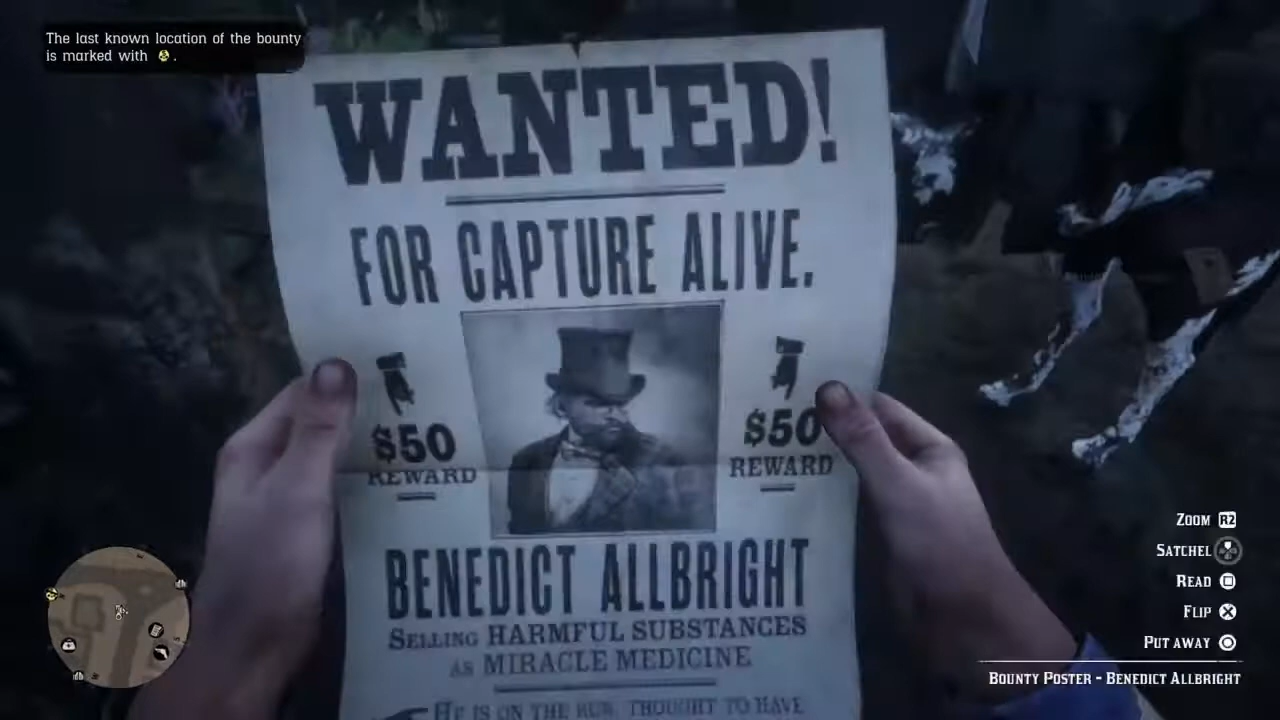 The last known location of the bounty
is marked with .
WANTED!
FOR CAPTURE ALIVE.
$50
REWARD
$50
REWARD
BENEDICT ALLBRIGHT
SELLING HARMFUL SUBSTANCES
AS MIRACLE MEDICINE
HE IS ON THE RUN, THOUGHT TO HAVE
ZOOM R2
SATCHEL
READ
FLIP
PUT AWAY
BOUNTY POSTER - BENEDICT ALLBRIGHT